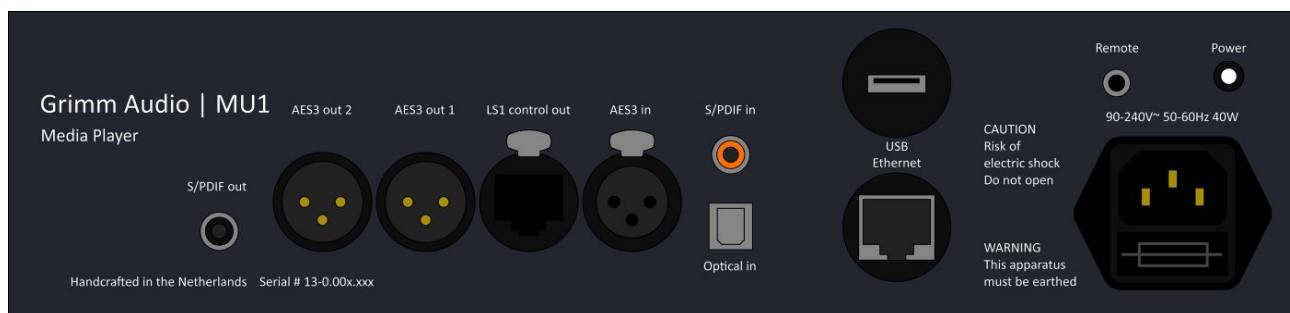 Grimm Audio | MU1
Media Player
S/PDIF out
AES3 out 2
AES3 out 1
LS1 control out
AES3 in
S/PDIF in
Optical in
USB
Ethernet
CAUTION
Risk of
electric shock
Do not open
WARNING
This apparatus
must be earthed
Remote
Power
90-240V~ 50-60Hz 40W
Handcrafted in the Netherlands Serial # 13-0.00x.xxx